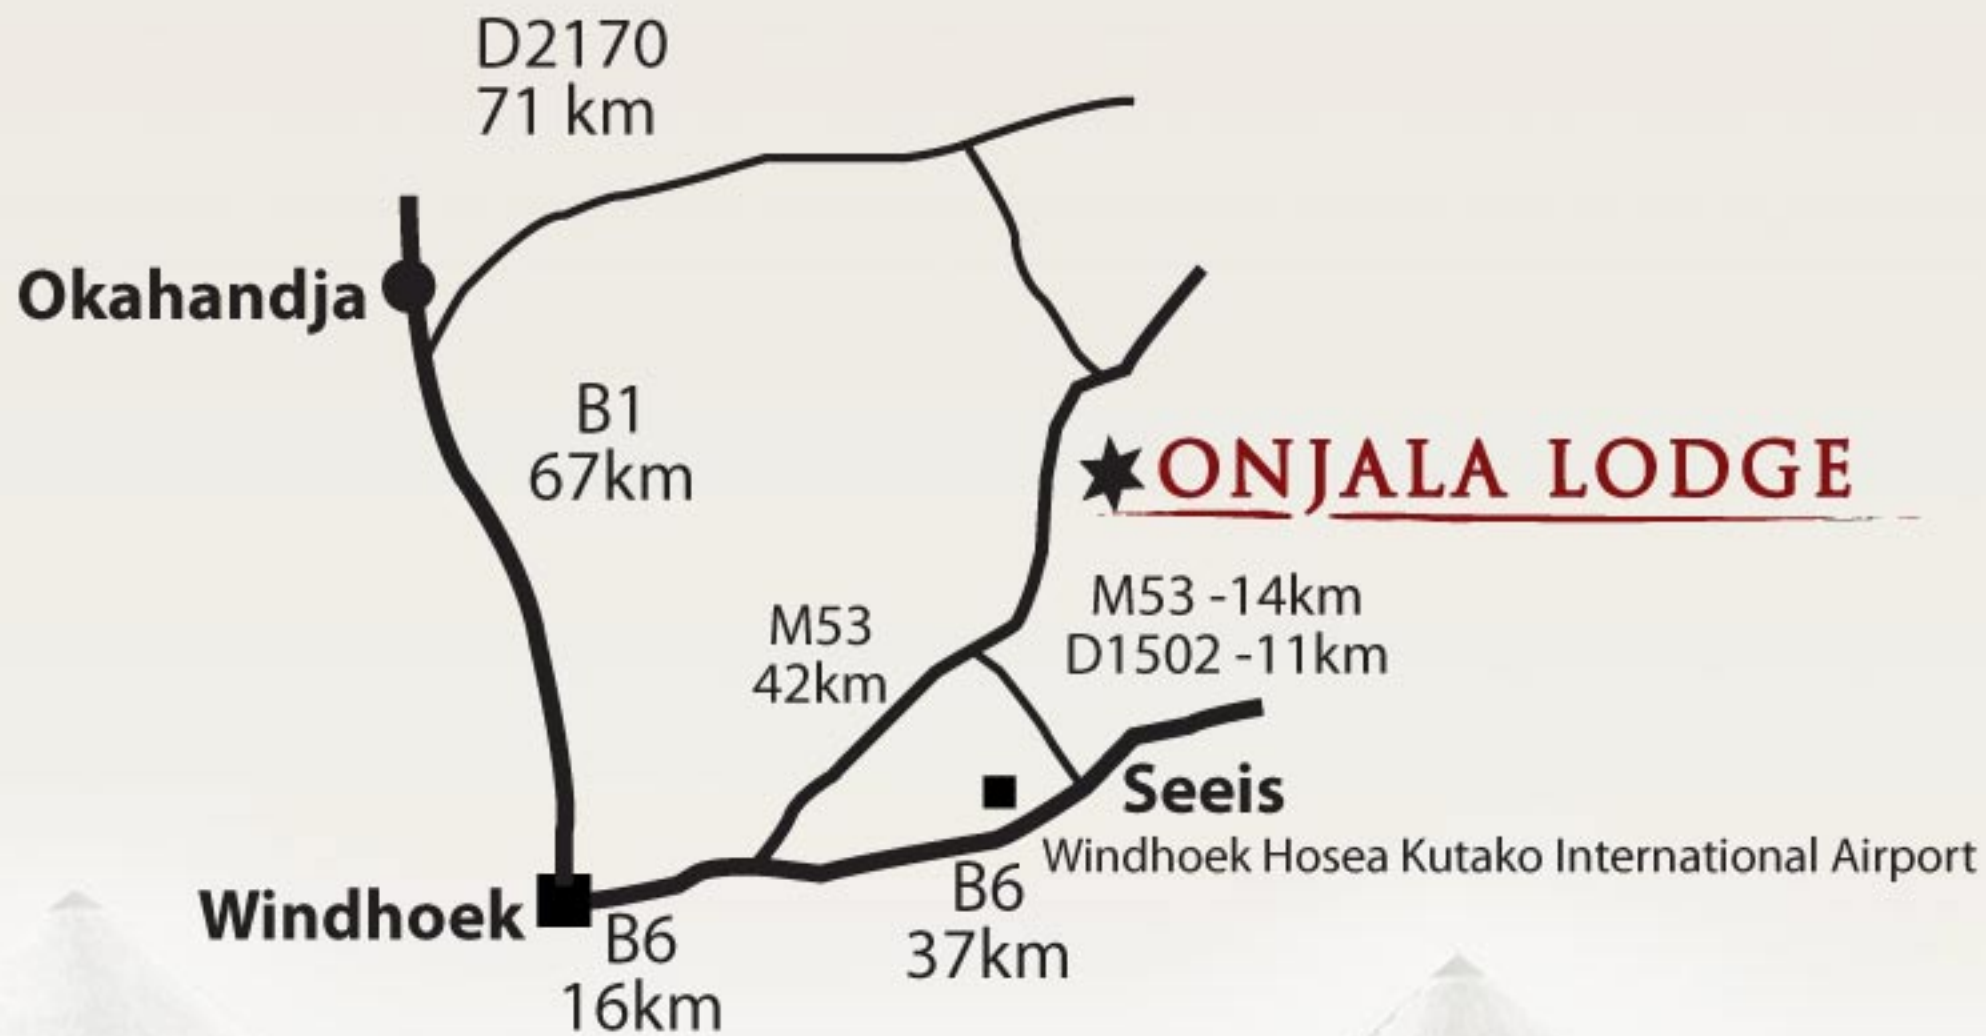 D2170
71 km
Okahandja
B1
67km
ONJALA LODGE
M53 -14km
D1502 -11km
M53
42km
Seeis
Windhoek Hosea Kutako International Airport
B6
37km
Windhoek
B6
16km